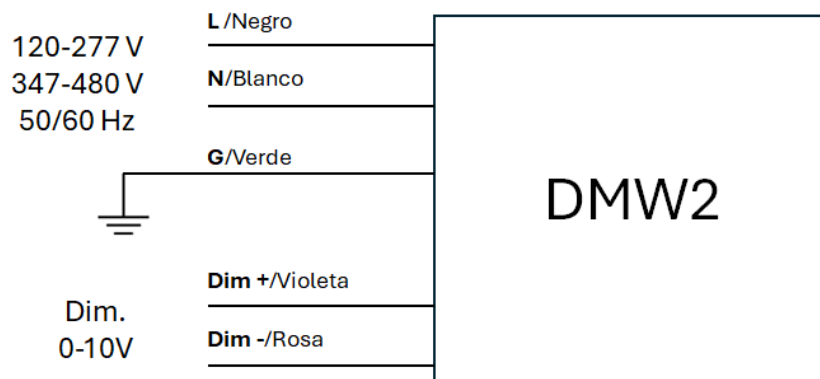 L /Negro
120-277 V
347-480 V
50/60 Hz
N/Blanco
G/Verde
DMW2
Dim +/Violeta
Dim.
0-10V
Dim -/Rosa